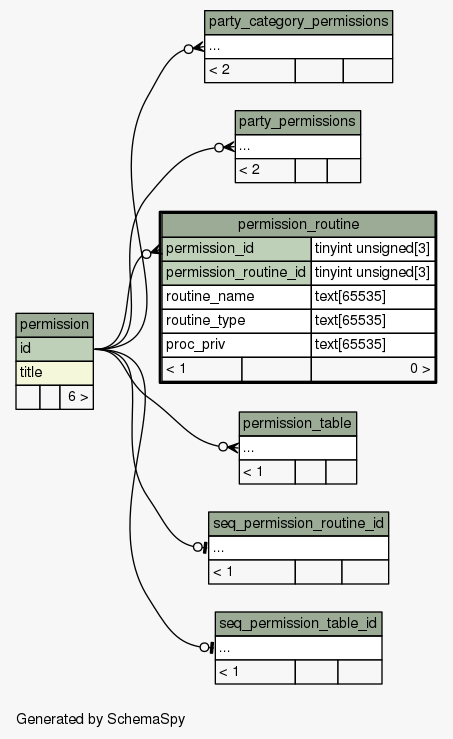 party_category_permissions
...
< 2
party_permissions
...
< 2
permission_routine
permission_id tinyint unsigned[3]
permission_routine_id tinyint unsigned[3]
routine_name text[65535]
routine_type text[65535]
proc_priv text[65535]
< 1 0 >
permission
id
title
6 >
permission_table
...
< 1
seq_permission_routine_id
...
< 1
seq_permission_table_id
...
< 1
Generated by SchemaSpy